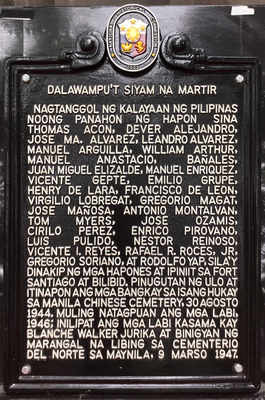 DALAWAMPU'T SIYAM NA MARTIR
NAGTANGGOL NG KALAYAAN NG PILIPINAS
NOONG PANAHON NG HAPON SINA
THOMAS ACON, DEVER ALEJANDRO,
JOSE MA. ALVAREZ, LEANDRO ALVAREZ,
MANUEL ARGUILLA, WILLIAM ARTHUR,
MANUEL ANASTACIO, BAÑALES,
JUAN MIGUEL ELIZALDE, MANUEL ENRIQUEZ,
VICENTE GEPTE, EMILIO GRUPE,
HENRY DE LARA, FRANCISCO DE LEON,
VIRGILIO LOBREGAT, GREGORIO MAGAT,
JOSE MAÑOSA, ANTONIO MONTALVAN,
TOM MYERS, JOSE OZAMIS,
CIRILO PEREZ, ENRICO PIROVANO,
LUIS PULIDO, NESTOR REINOSO,
VICENTE I. REYES, RAFAEL R. ROCES, JR.,
GREGORIO SORIANO, AT RODOLFO YAP; SILAY
DINAKIP NG MGA HAPONES AT IPINIIT SA FORT
SANTIAGO AT BILIBID. PINUGUTAN NG ULO AT
ITINAPON ANG MGA BANGKAY SA ISANG HUKAY
SA MANILA CHINESE CEMETERY, 30 AGOSTO
1944. MULING NATAGPUAN ANG MGA LABI,
1946; INILIPAT ANG MGA LABI KASAMA KAY
BLANCHE WALKER JURIKA AT BINIGYAN NG
MARANGAL NA LIBING SA CEMENTERIO
DEL NORTE SA MAYNILA, 9 MARSO 1947.